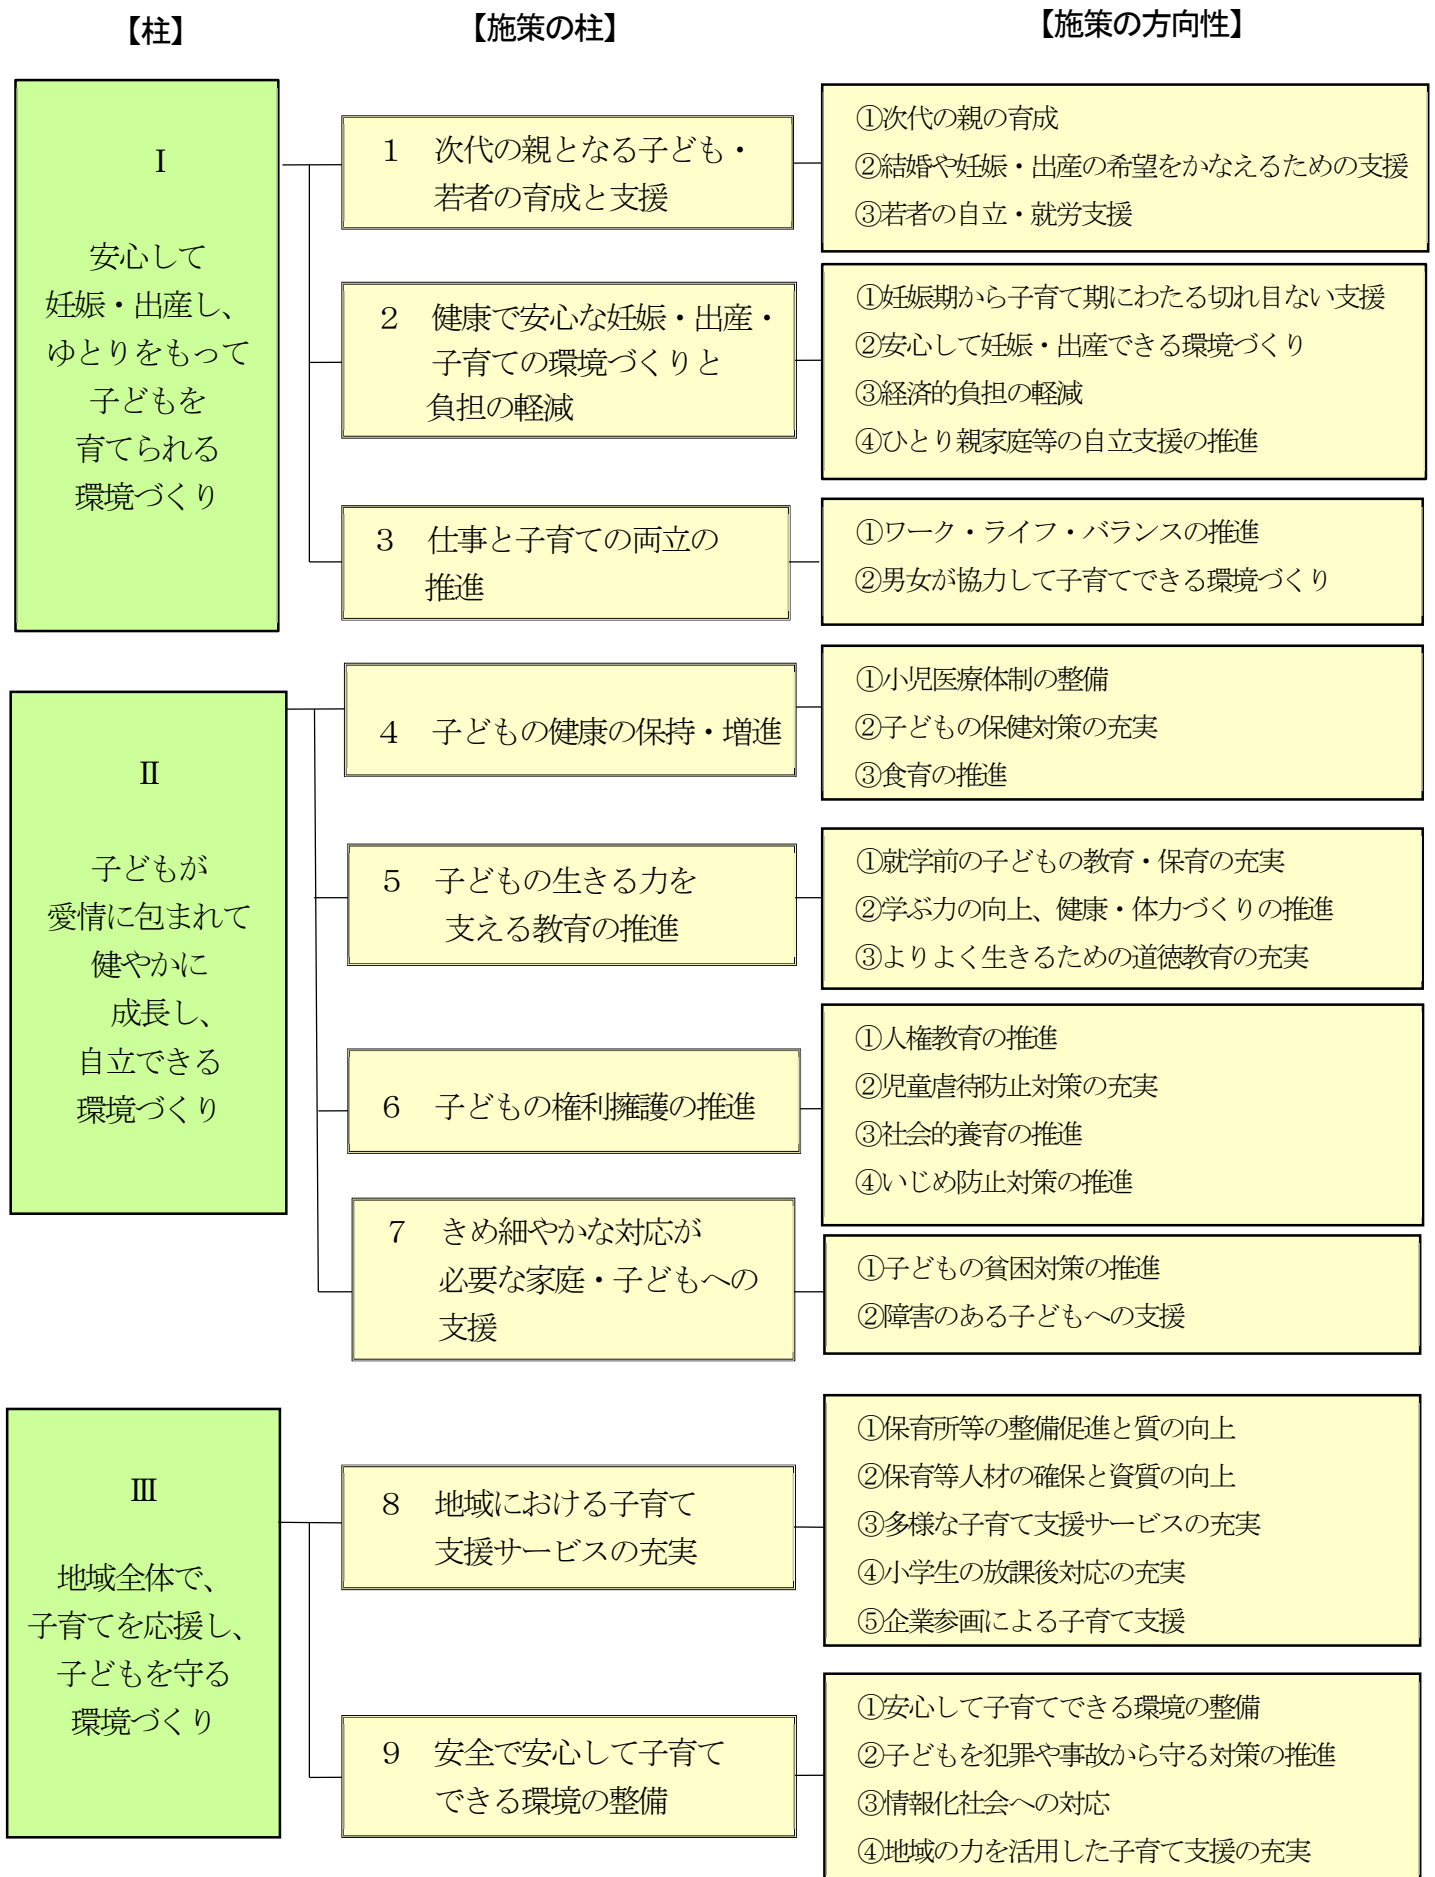 【柱】
【施策の柱】
【施策の方向性】
Ⅰ
安心して
妊娠・出産し、
ゆとりをもって
子どもを
育てられる
環境づくり
１ 次代の親となる子ども・
若者の育成と支援
①次代の親の育成
②結婚や妊娠・出産の希望をかなえるための支援
③若者の自立・就労支援
２ 健康で安心な妊娠・出産・
子育ての環境づくりと
負担の軽減
①妊娠期から子育て期にわたる切れ目ない支援
②安心して妊娠・出産できる環境づくり
③経済的負担の軽減
④ひとり親家庭等の自立支援の推進
３ 仕事と子育ての両立の
推進
①ワーク・ライフ・バランスの推進
②男女が協力して子育てできる環境づくり
Ⅱ
子どもが
愛情に包まれて
健やかに
成長し、
自立できる
環境づくり
４ 子どもの健康の保持・増進
①小児医療体制の整備
②子どもの保健対策の充実
③食育の推進
５ 子どもの生きる力を
支える教育の推進
①就学前の子どもの教育・保育の充実
②学ぶ力の向上、健康・体力づくりの推進
③よりよく生きるための道徳教育の充実
６ 子どもの権利擁護の推進
①人権教育の推進
②児童虐待防止対策の充実
③社会的養育の推進
④いじめ防止対策の推進
７ きめ細やかな対応が
必要な家庭・子どもへの
支援
①子どもの貧困対策の推進
②障害のある子どもへの支援
Ⅲ
地域全体で、
子育てを応援し、
子どもを守る
環境づくり
８ 地域における子育て
支援サービスの充実
①保育所等の整備促進と質の向上
②保育等人材の確保と資質の向上
③多様な子育て支援サービスの充実
④小学生の放課後対応の充実
⑤企業参画による子育て支援
９ 安全で安心して子育て
できる環境の整備
①安心して子育てできる環境の整備
②子どもを犯罪や事故から守る対策の推進
③情報化社会への対応
④地域の力を活用した子育て支援の充実